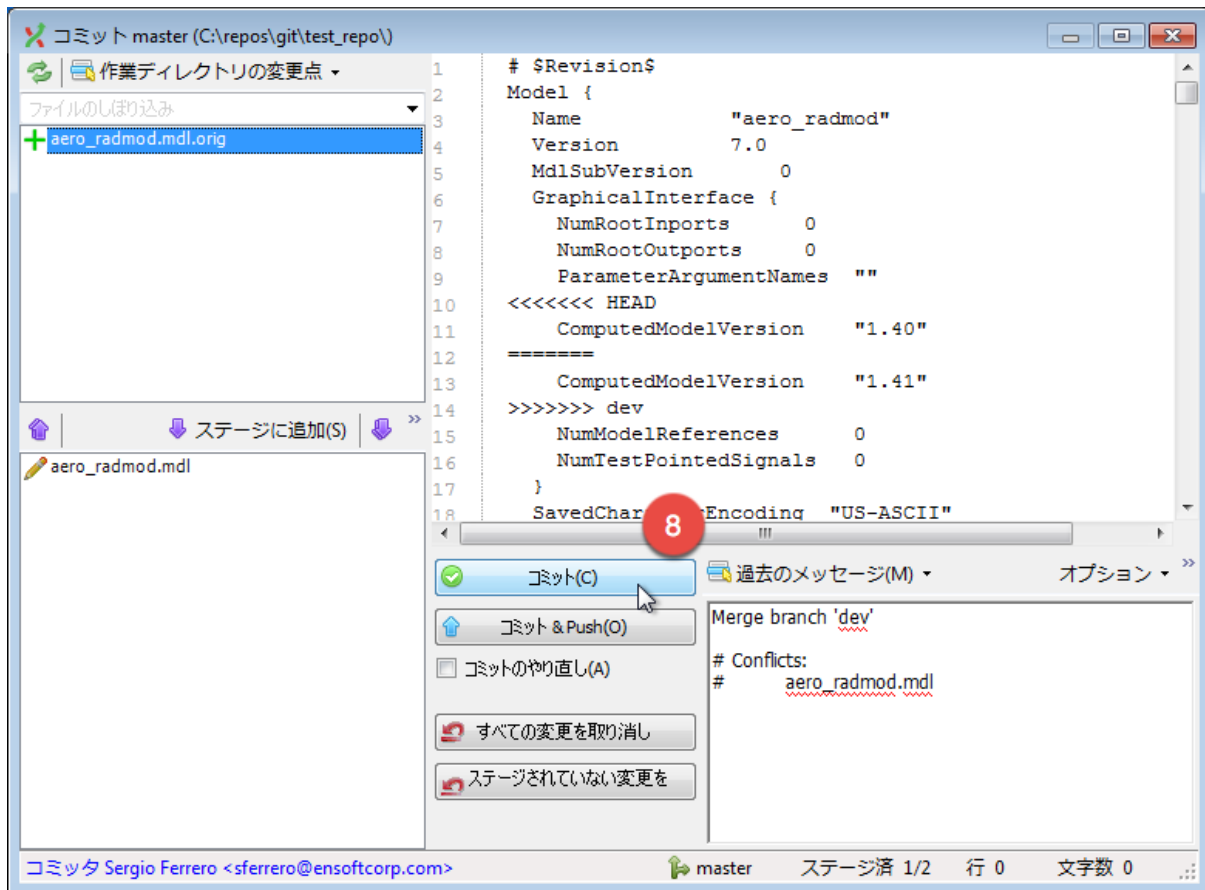 コミット master (C:\repos\git\test_repo\)
作業ディレクトリの変更点
ファイルのしぼり込み
aero_radmod.mdl.orig
ステージに追加(S)
aero_radmod.mdl
1 # $Revision$
2 Model {
3 Name "aero_radmod"
4 Version 7.0
5 MdlSubVersion 0
6 GraphicalInterface {
7 NumRootInports 0
8 NumRootOutports 0
9 ParameterArgumentNames ""
10 <<<<<<< HEAD
11 ComputedModelVersion "1.40"
12 =======
13 ComputedModelVersion "1.41"
14 >>>>>>> dev
15 NumModelReferences 0
16 NumTestPointedSignals 0
17 }
18 SavedChar Encoding "US-ASCII"
8
コミット(C)
コミット & Push(O)
コミットのやり直し(A)
すべての変更を取り消し
ステージされていない変更を
過去のメッセージ(M)
オプション
Merge branch 'dev'
# Conflicts:
# aero_radmod.mdl
コミッタ Sergio Ferrero <sferrero@ensoftcorp.com>
master
ステージ済 1/2
行 0
文字数 0